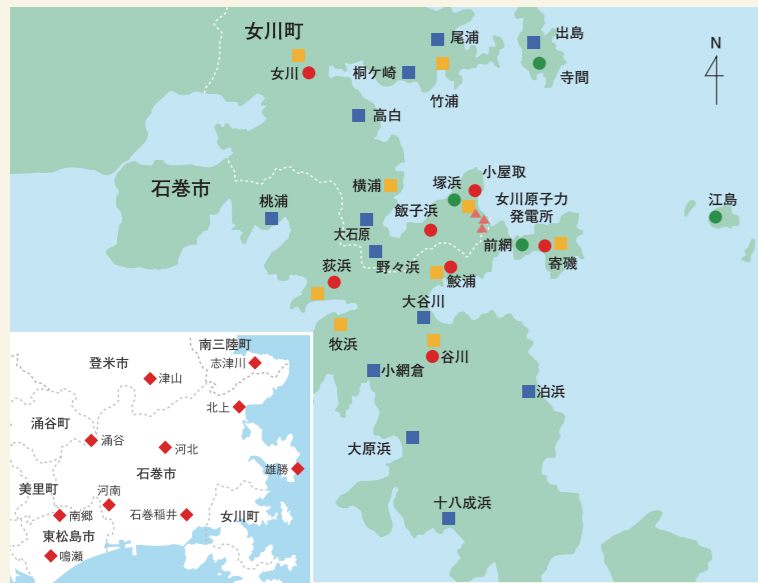 女川町
尾浦
出島
N
女川
桐ケ崎
竹浦
寺間
高白
石巻市
横浦
塚浜
小屋取
桃浦
飯子浜
女川原子力
発電所
江島
大石原
前網
寄磯
荻浜
野々浜
鮫浦
大谷川
牧浜
谷川
小網倉
泊浜
大原浜
十八成浜
南三陸町
志津川
登米市
津山
北上
涌谷町
涌谷
河北
石巻市
雄勝
美里町
河南
南郷
石巻稲井
女川町
東松島市
鳴瀬